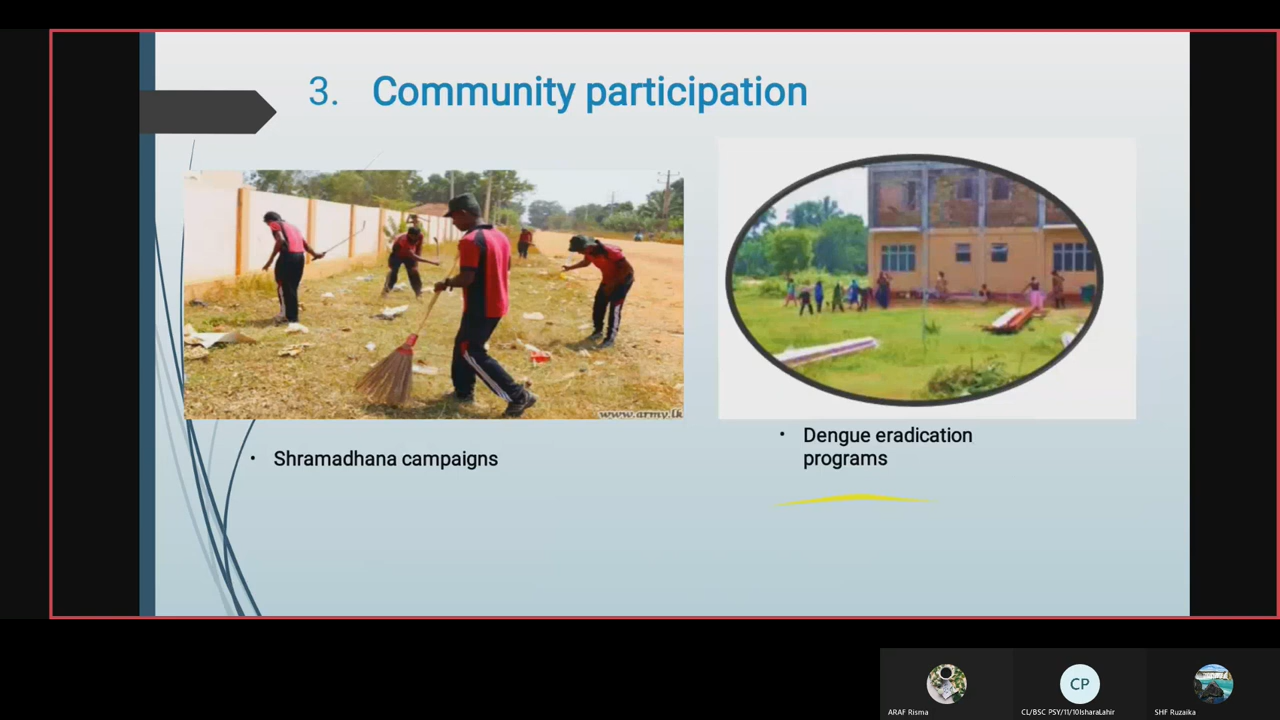 3. Community participation
www.army.lk
• Shramadhana campaigns
• Dengue eradication
programs
CP
ARAF Risma
CL/BSC PSY/11/10IsharaLahir
SHF Ruzaika